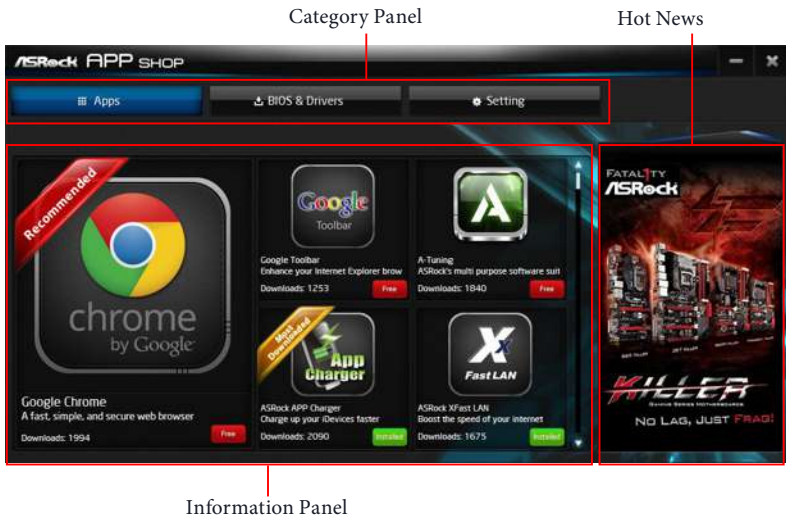 Category Panel
Hot News
ASRock APP SHOP
Apps
BIOS & Drivers
Setting
Recommended
chrome
by Google
Google Chrome
A fast, simple, and secure web browser
Downloads: 1994
Free
Google
Toolbar
Google Toolbar
Enhance your Internet Explorer brow
Downloads: 1253
Free
A-Tuning
ASRock's multi purpose software suit
Downloads: 1840
Free
Most
Downloaded
App
Charger
ASRock APP Charger
Charge up your iDevices faster
Downloads: 2090
Installed
X
Fast LAN
ASRock XFast LAN
Boost the speed of your internet
Downloads: 1675
Installed
FATAL1TY
ASRock
KILLER
GAMING SERIES MOTHERBOARDS
NO LAG, JUST FRAG!
Information Panel